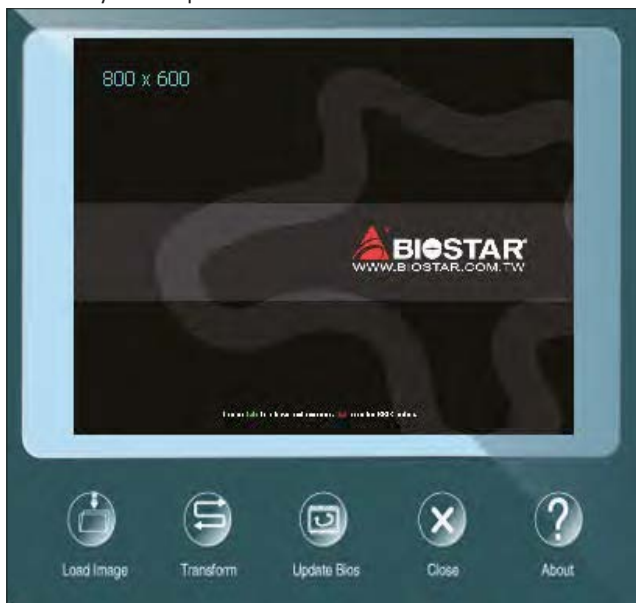 800 x 600
BIOSTAR
WWW.BIOSTAR.COM.TW
Load Image
Transform
Update Bios
Close
About